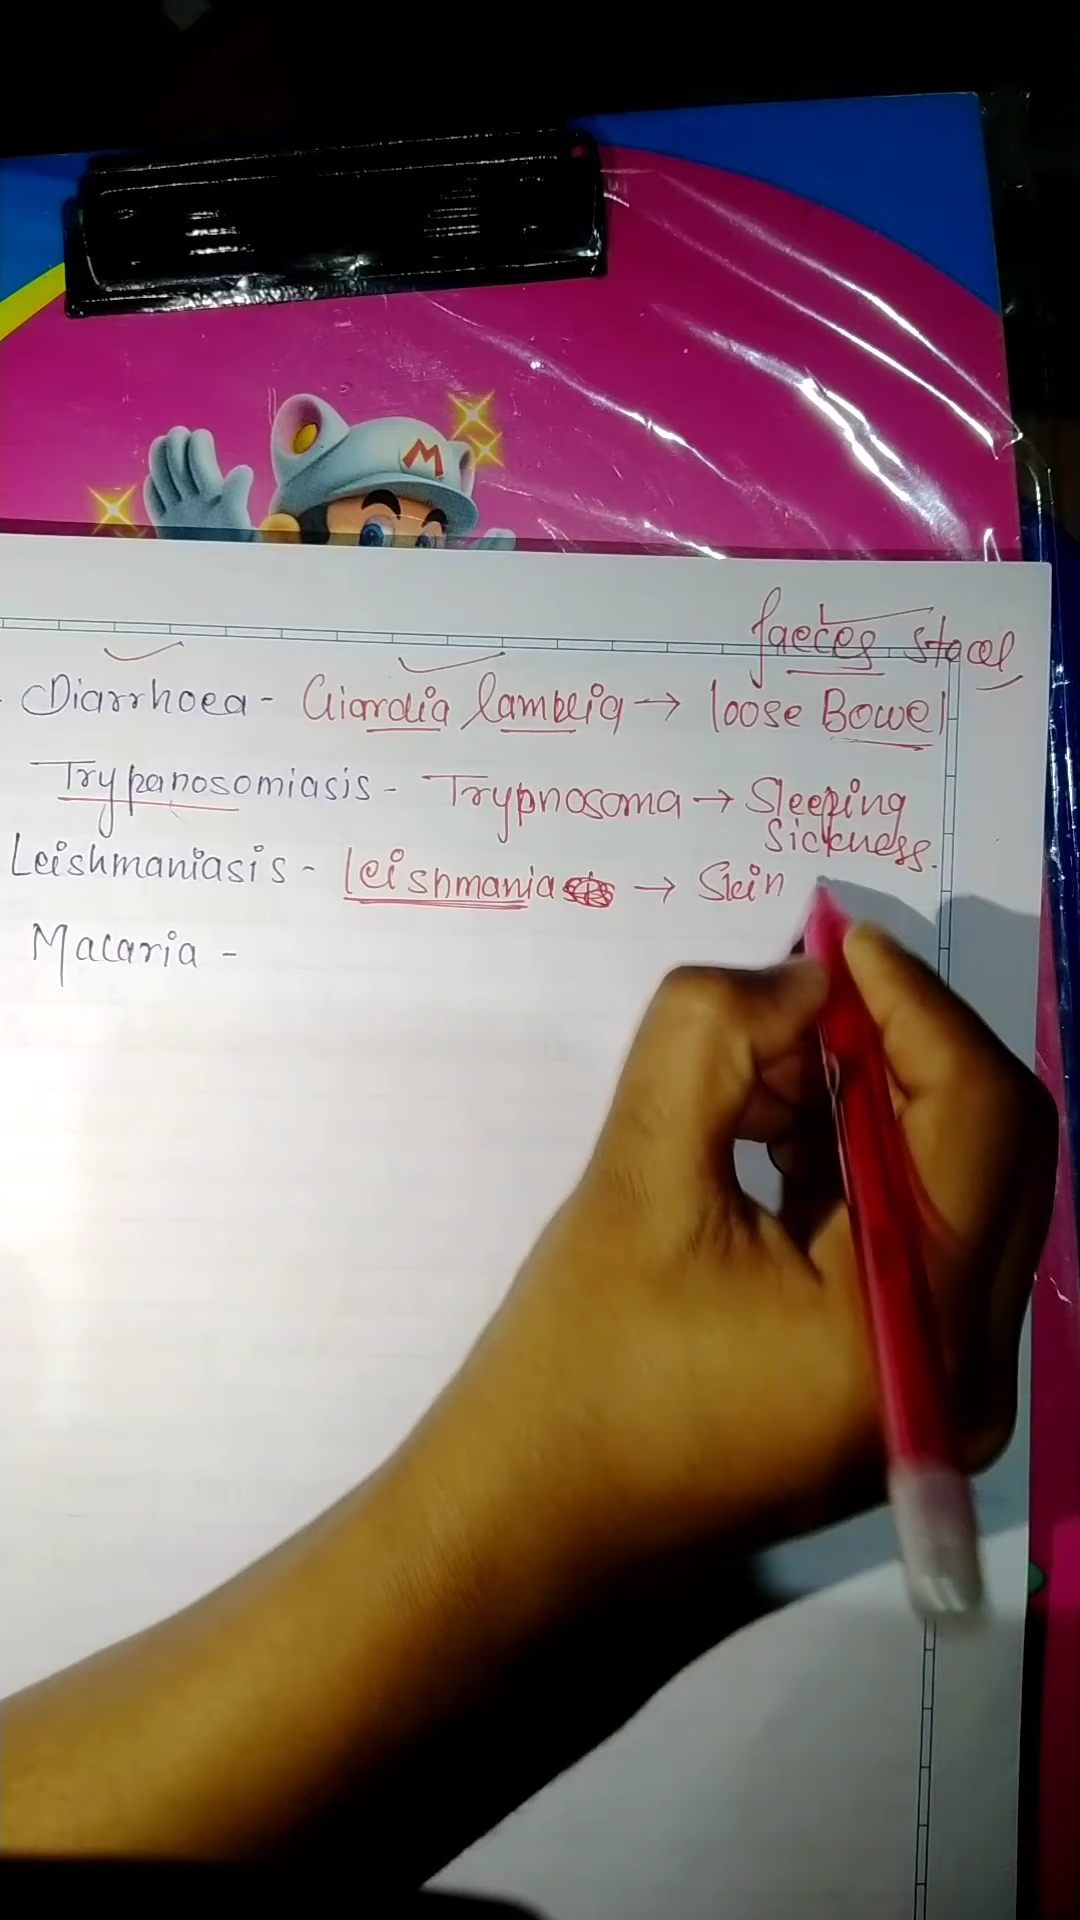 M
faeces stool
Diarrhoea - Giardia lamblia → loose Bowel
Trypanosomiasis - Trypnosoma → Sleeping
Sickness.
Leishmaniasis - Leishmania → Skin
Malaria -